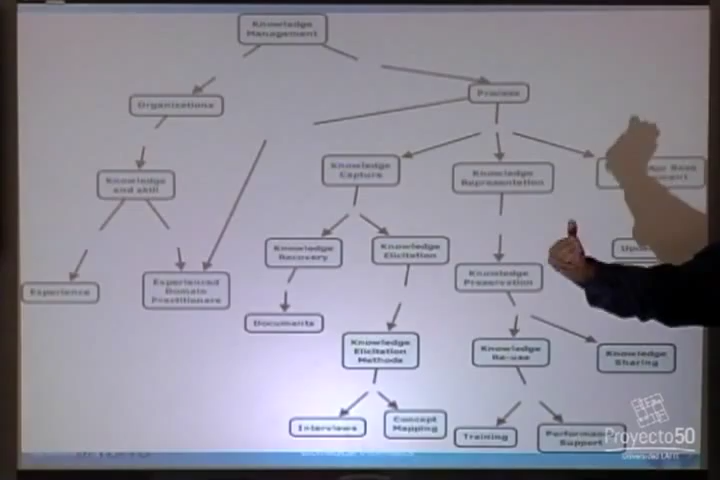 Knowledge
Management
Organizations
Process
Knowledge
and skill
Knowledge
Capture
Knowledge
Representation
Knowledge
Recovery
Knowledge
Elicitation
Experience
Experienced
Domain
Practitioners
Knowledge
Preservation
Documents
Knowledge
Elicitation
Methods
Knowledge
Re-use
Knowledge
Sharing
Interviews
Concept
Mapping
Training
Support
Proyecto50